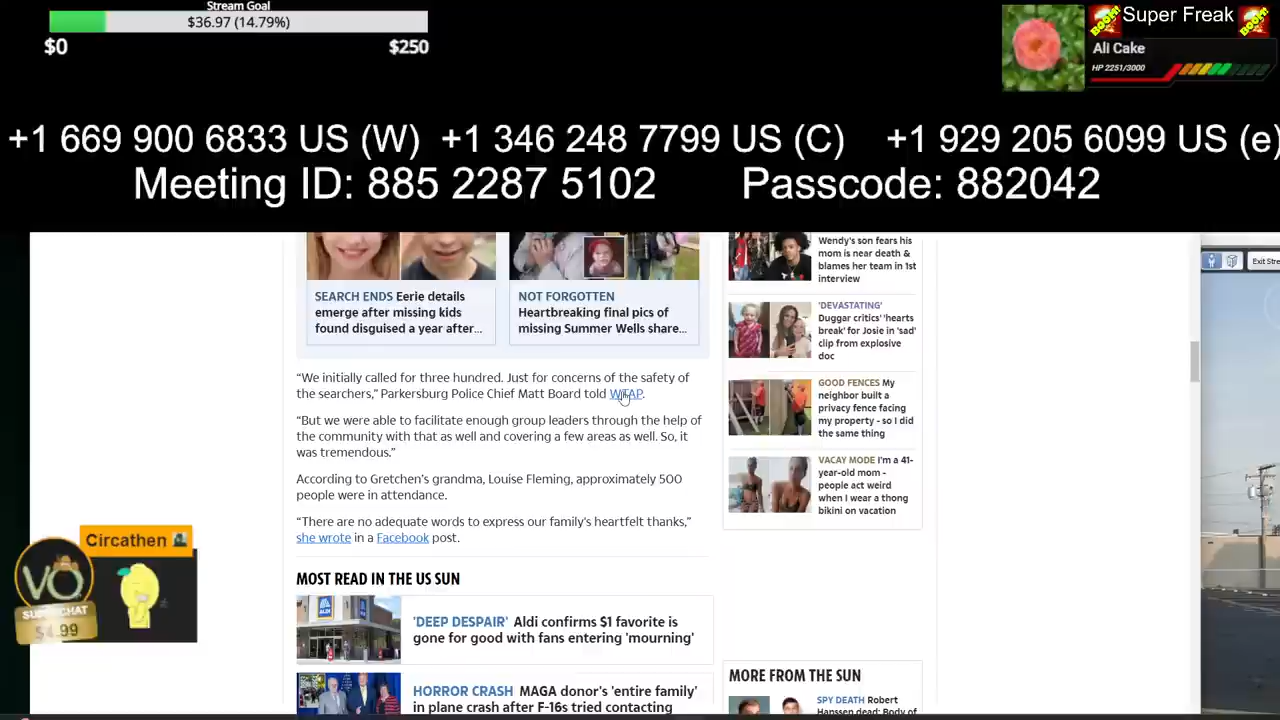 Stream Goal
$36.97 (14.79%)
$0
$250
BOOM!
Super Freak
BOOM!
Ali Cake
HP 2251/3000
+1 669 900 6833 US (W) +1 346 248 7799 US (C) +1 929 205 6099 US (e)
Meeting ID: 885 2287 5102 Passcode: 882042
SEARCH ENDS Eerie details
emerge after missing kids
found disguised a year after...
NOT FORGOTTEN
Heartbreaking final pics of
missing Summer Wells share...
“We initially called for three hundred. Just for concerns of the safety of
the searchers,” Parkersburg Police Chief Matt Board told WTAP.
“But we were able to facilitate enough group leaders through the help of
the community with that as well and covering a few areas as well. So, it
was tremendous.”
According to Gretchen’s grandma, Louise Fleming, approximately 500
people were in attendance.
“There are no adequate words to express our family’s heartfelt thanks,”
she wrote in a Facebook post.
MOST READ IN THE US SUN
'DEEP DESPAIR' Aldi confirms $1 favorite is
gone for good with fans entering 'mourning'
HORROR CRASH MAGA donor's 'entire family'
in plane crash after F-16s tried contacting
Wendy's son fears his
mom is near death &
blames her team in 1st
interview
'DEVASTATING'
Duggar critics' 'hearts
break' for Josie in 'sad'
clip from explosive
doc
GOOD FENCES My
neighbor built a
privacy fence facing
my property - so I did
the same thing
VACAY MODE I'm a 41-
year-old mom -
people act weird
when I wear a thong
bikini on vacation
MORE FROM THE SUN
SPY DEATH Robert
Hanssen dead: Body of
Exit Stre
Circathen
VO
SUPERCHAT
$4.99